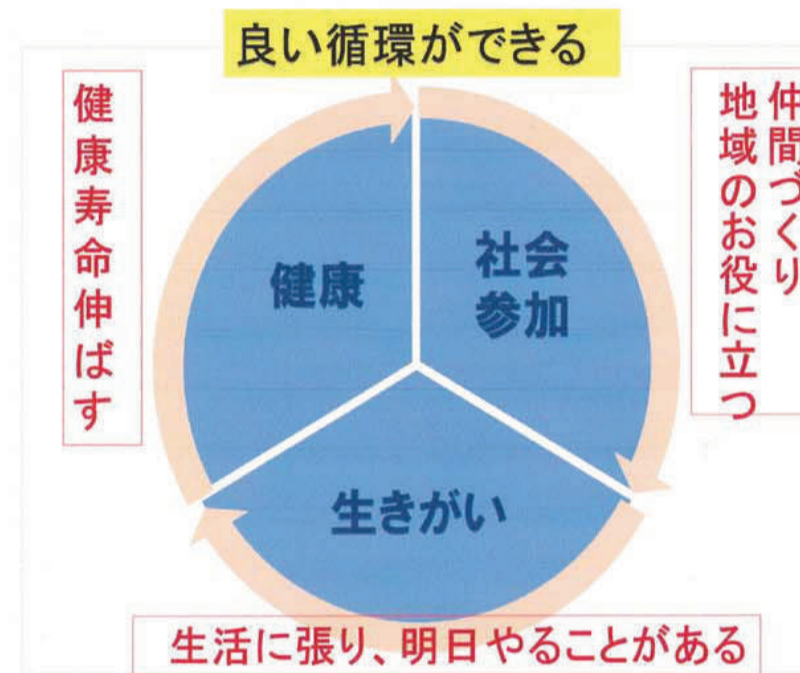 良い循環ができる
仲間づくり
地域のお役に立つ
社会
参加
健康
生きがい
健康寿命伸ばす
生活に張り、明日やることがある